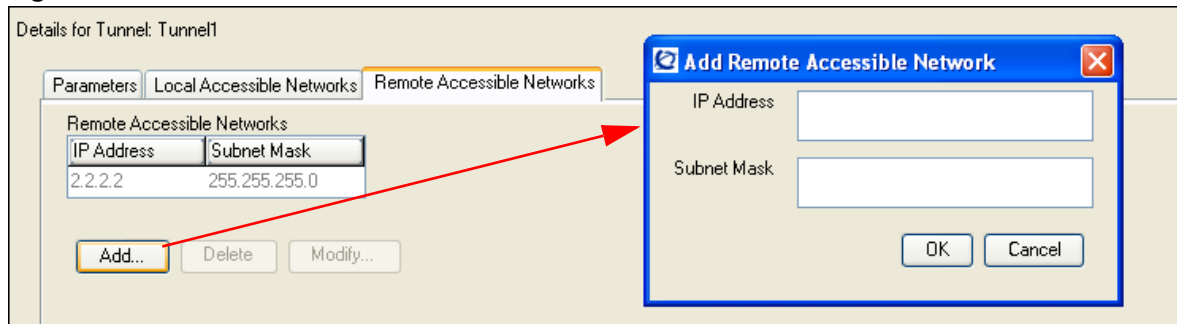 Details for Tunnel: Tunnel1
Parameters Local Accessible Networks Remote Accessible Networks
Remote Accessible Networks
IP Address Subnet Mask
2.2.2.2 255.255.255.0
Add... Delete Modify...
Add Remote Accessible Network
IP Address
Subnet Mask
OK Cancel